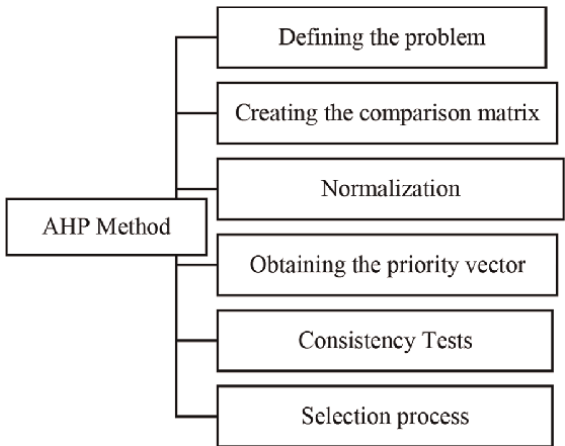 Defining the problem
Creating the comparison matrix
Normalization
AHP Method
Obtaining the priority vector
Consistency Tests
Selection process